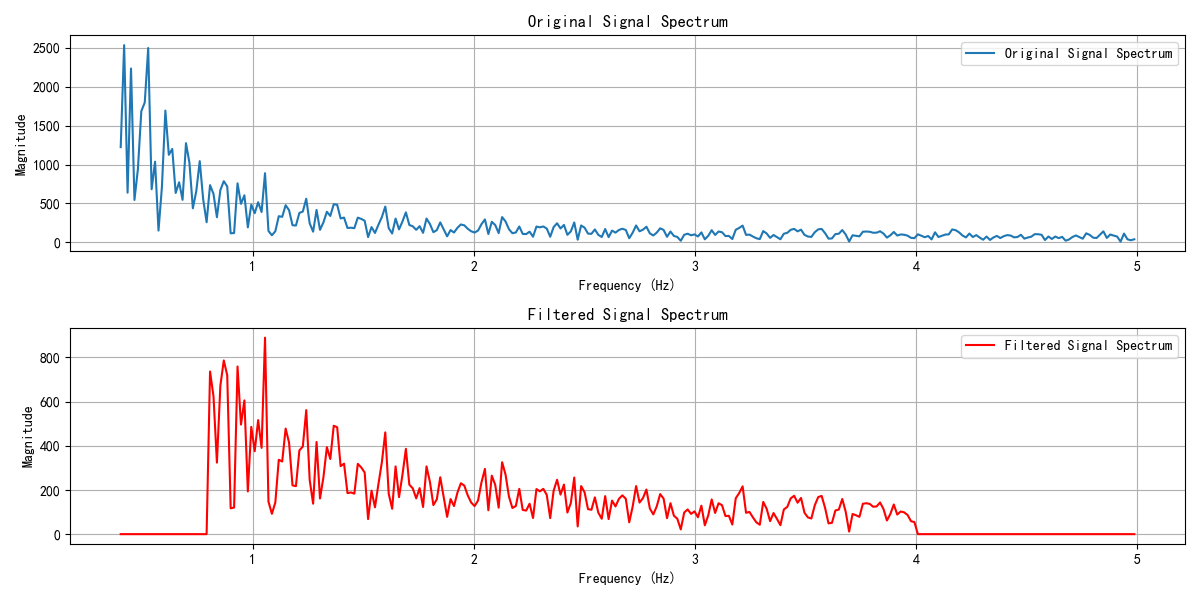 Original Signal Spectrum
2500
2000
1500
1000
500
0
Magnitude
Original Signal Spectrum
1 2 3 4 5
Frequency (Hz)
Filtered Signal Spectrum
800
600
400
200
0
Magnitude
Filtered Signal Spectrum
1 2 3 4 5
Frequency (Hz)